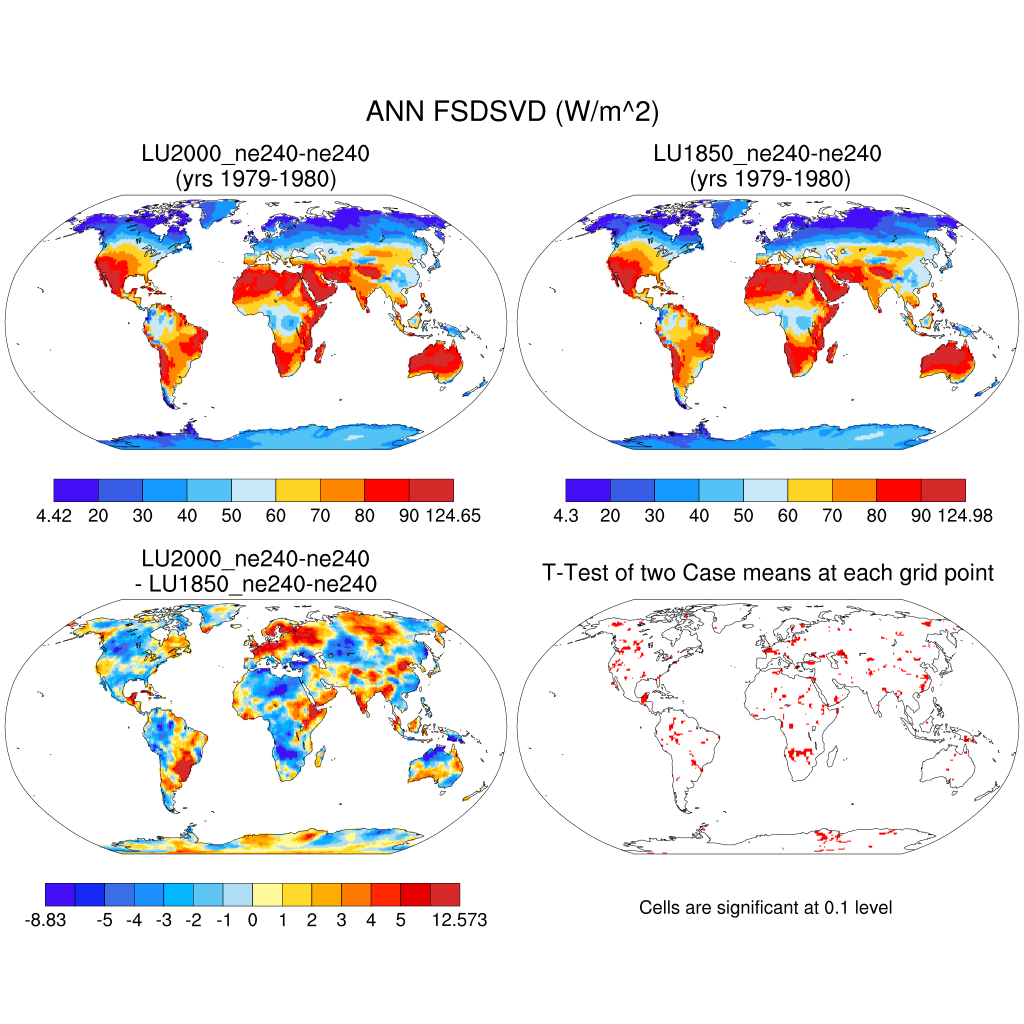 ANN FSDSVD (W/m^2)
LU2000_ne240-ne240
(yrs 1979-1980)
LU1850_ne240-ne240
(yrs 1979-1980)
4.42 20 30 40 50 60 70 80 90 124.65
4.3 20 30 40 50 60 70 80 90 124.98
LU2000_ne240-ne240
- LU1850_ne240-ne240
T-Test of two Case means at each grid point
-8.83 -5 -4 -3 -2 -1 0 1 2 3 4 5 12.573
Cells are significant at 0.1 level